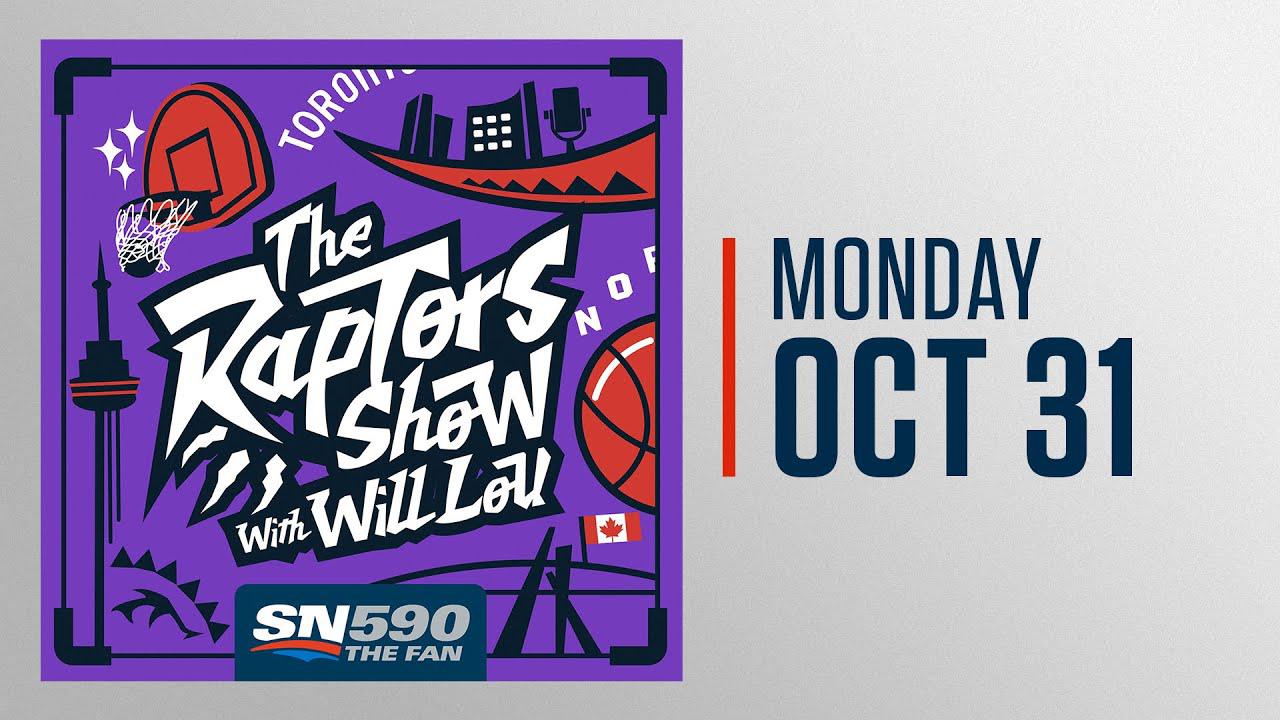 TORONTO
The
Raptors
Show
With Will Lou
NOR
SN590
THE FAN
MONDAY
OCT 31